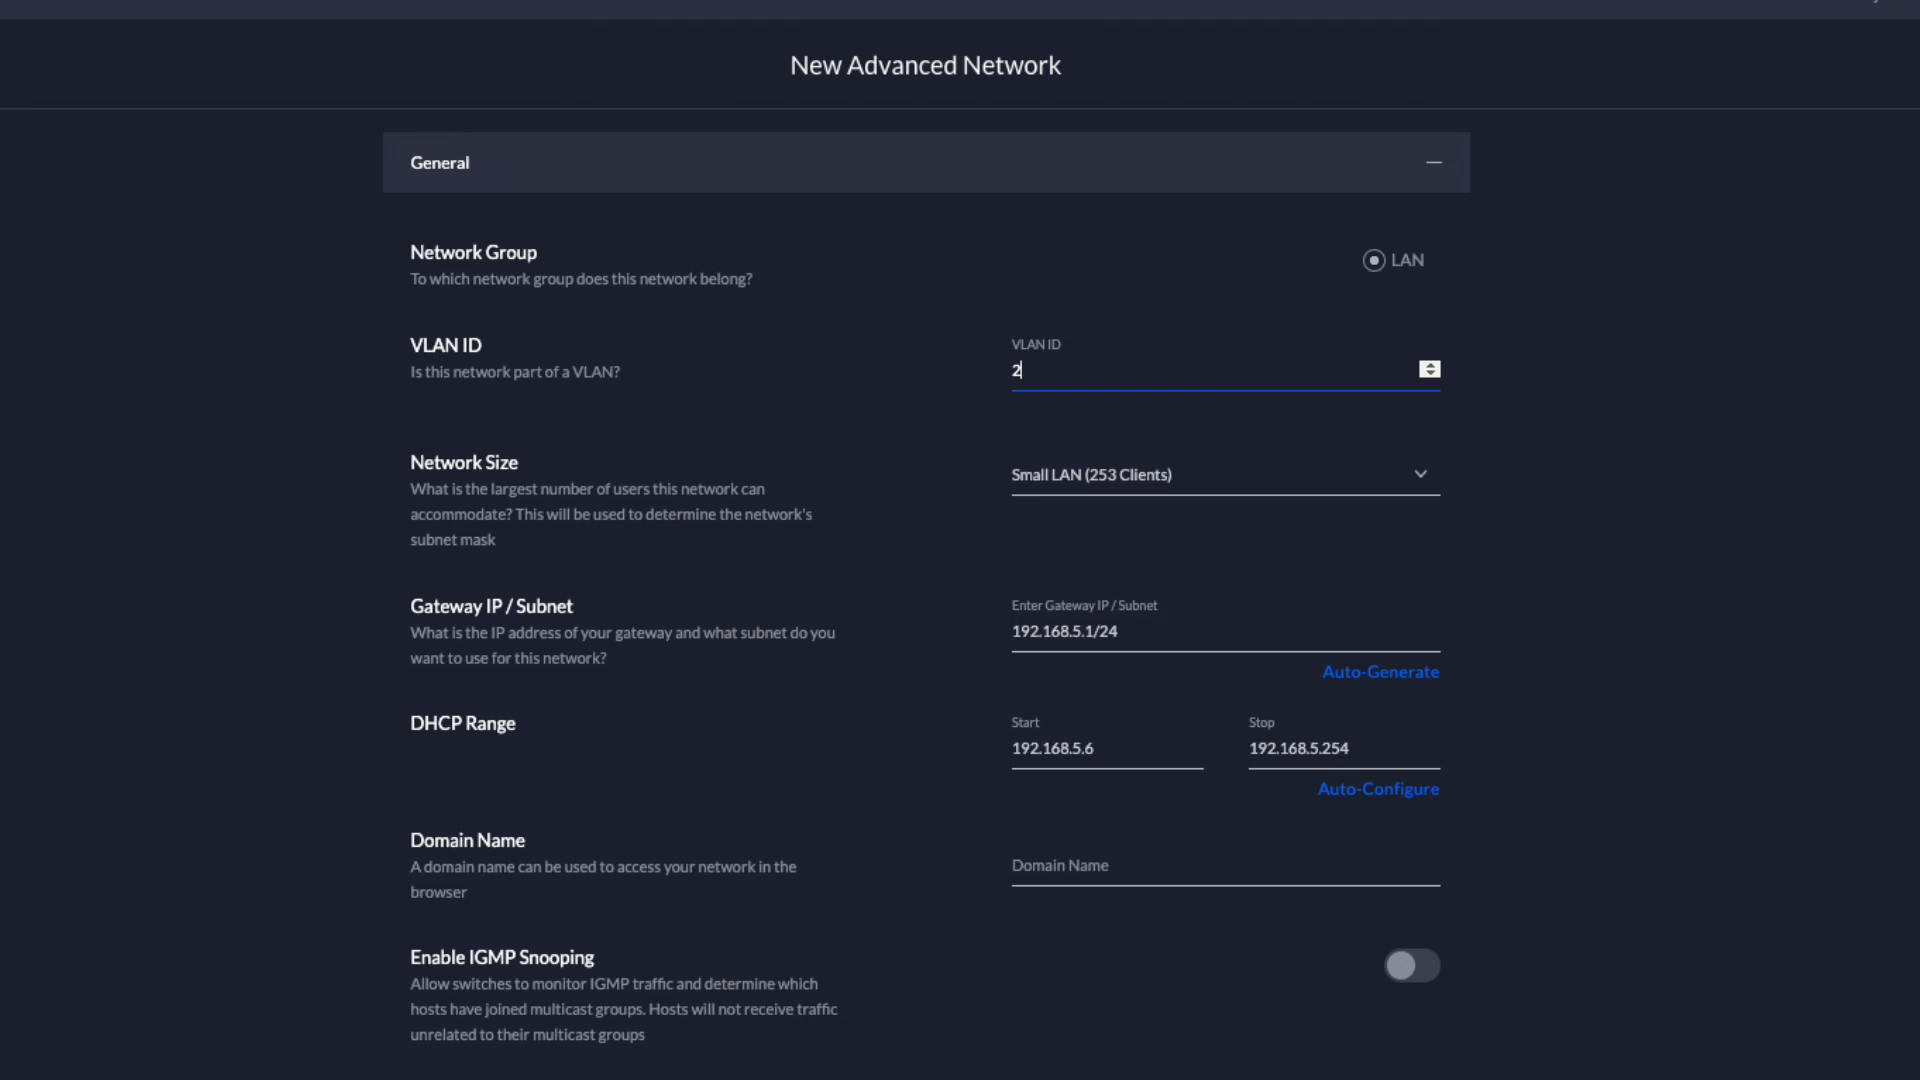 New Advanced Network
General
Network Group
To which network group does this network belong?
LAN
VLAN ID
Is this network part of a VLAN?
VLAN ID
2
Network Size
What is the largest number of users this network can
accommodate? This will be used to determine the network's
subnet mask
Small LAN (253 Clients)
Gateway IP / Subnet
What is the IP address of your gateway and what subnet do you
want to use for this network?
Enter Gateway IP / Subnet
192.168.5.1/24
Auto-Generate
DHCP Range
Start
192.168.5.6
Stop
192.168.5.254
Auto-Configure
Domain Name
A domain name can be used to access your network in the
browser
Domain Name
Enable IGMP Snooping
Allow switches to monitor IGMP traffic and determine which
hosts have joined multicast groups. Hosts will not receive traffic
unrelated to their multicast groups